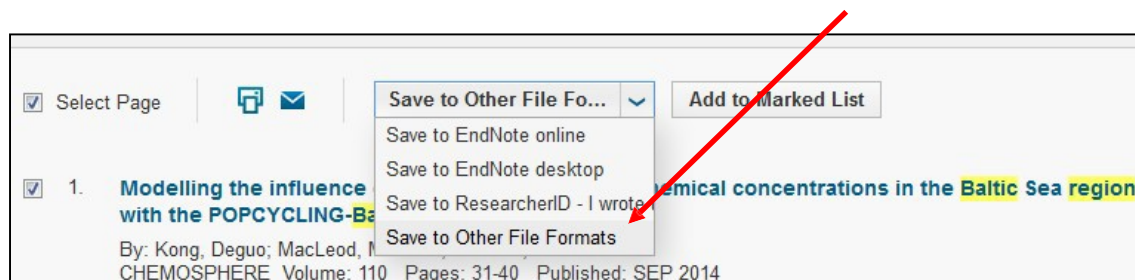 Select Page
Save to Other File Fo...
Add to Marked List
Save to EndNote online
Save to EndNote desktop
Save to ResearcherID - I wrote
Save to Other File Formats
1. Modelling the influence emical concentrations in the Baltic Sea region
with the POPCYCLING-Ba
By: Kong, Deguo; MacLeod,
CHEMOSPHERE Volume: 110 Pages: 31-40 Published: SEP 2014